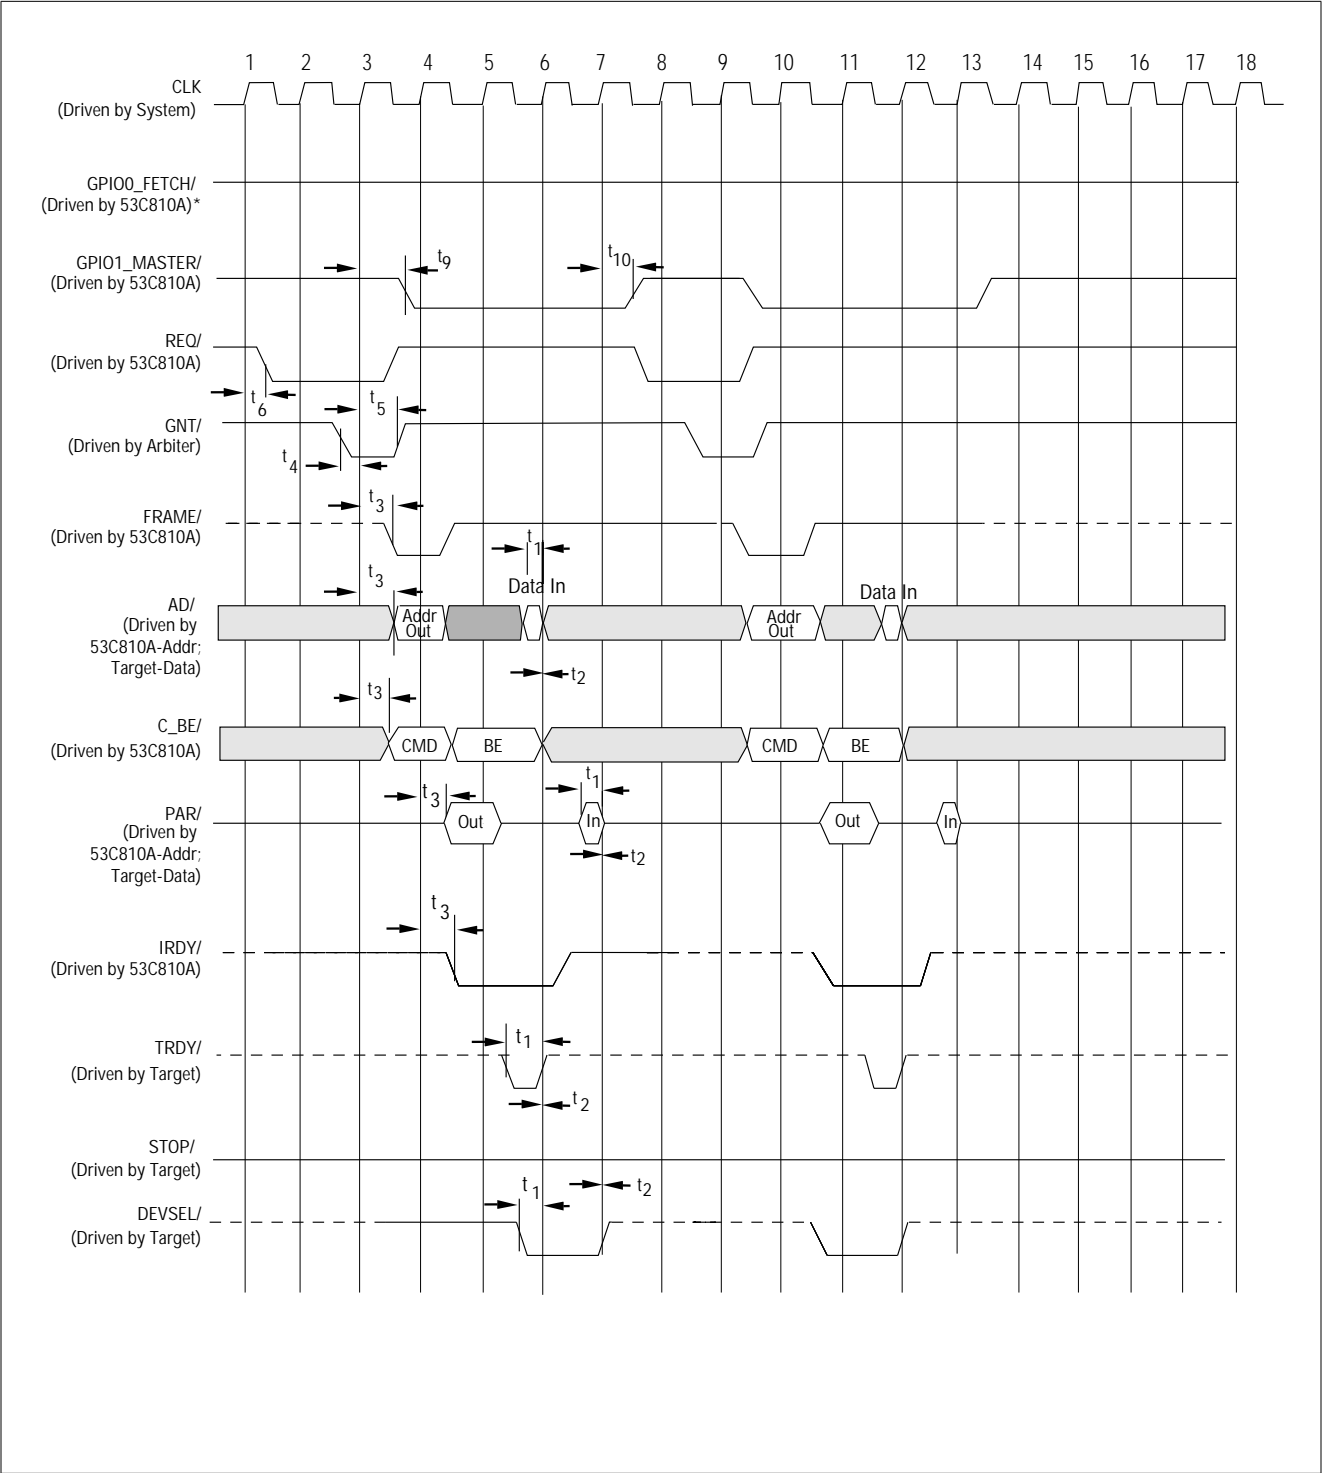 1 2 3 4 5 6 7 8 9 10 11 12 13 14 15 16 17 18
CLK
(Driven by System)
GPIO0_FETCH/
(Driven by 53C810A)*
GPIO1_MASTER/
(Driven by 53C810A)
t9
t10
REQ/
(Driven by 53C810A)
t6
t5
GNT/
(Driven by Arbiter)
t4
t3
FRAME/
(Driven by 53C810A)
t1
t3
Data In
Data In
AD/
(Driven by
53C810A-Addr;
Target-Data)
Addr
Out
Addr
Out
t2
t3
C_BE/
(Driven by 53C810A)
CMD BE CMD BE
t1
t3
PAR/
(Driven by
53C810A-Addr;
Target-Data)
Out In Out In
t2
t3
IRDY/
(Driven by 53C810A)
t1
TRDY/
(Driven by Target)
t2
STOP/
(Driven by Target)
t1
t2
DEVSEL/
(Driven by Target)